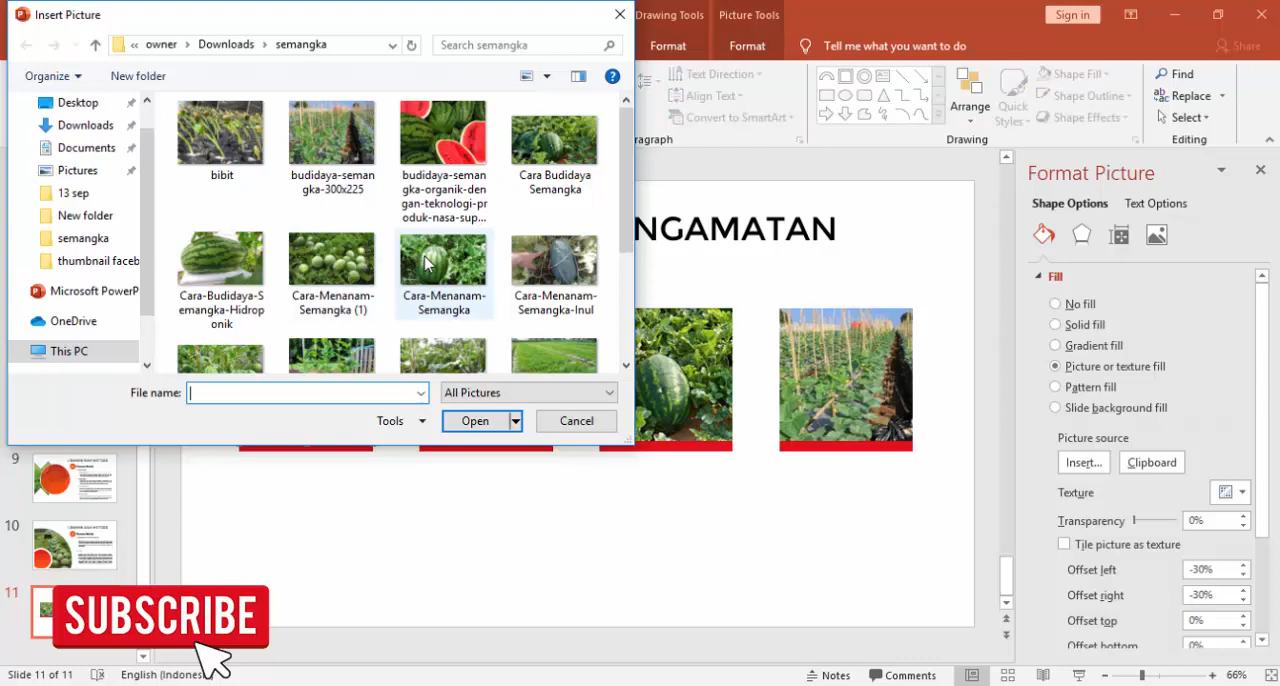 Insert Picture
Drawing Tools
Picture Tools
Sign in
Format
Format
Tell me what you want to do
Share
« owner > Downloads > semangka
Search semangka
Organize
New folder
Desktop
Downloads
Documents
Pictures
13 sep
New folder
semangka
thumbnail faceb
Microsoft PowerP
OneDrive
This PC
bibit
budidaya-seman
gka-300x225
budidaya-seman
gka-organik-den
gan-teknologi-pr
oduk-nasa-sup...
Cara Budidaya
Semangka
Cara-Budidaya-S
emangka-Hidrop
onik
Cara-Menanam-
Semangka (1)
Cara-Menanam-
Semangka
Cara-Menanam-
Semangka-Inul
File name:
All Pictures
Tools
Open
Cancel
Text Direction
Align Text
Convert to SmartArt
ragraph
Arrange
Quick
Styles
Shape Fill
Shape Outline
Shape Effects
Drawing
Find
Replace
Select
Editing
NGAMATAN
Format Picture
Shape Options
Text Options
Fill
No fill
Solid fill
Gradient fill
Picture or texture fill
Pattern fill
Slide background fill
Picture source
Insert...
Clipboard
Texture
Transparency
0%
Tile picture as texture
Offset left
-30%
Offset right
-30%
Offset top
0%
Offset bottom
0%
9
10
11
SUBSCRIBE
Slide 11 of 11
English (Indones
Notes
Comments
66%